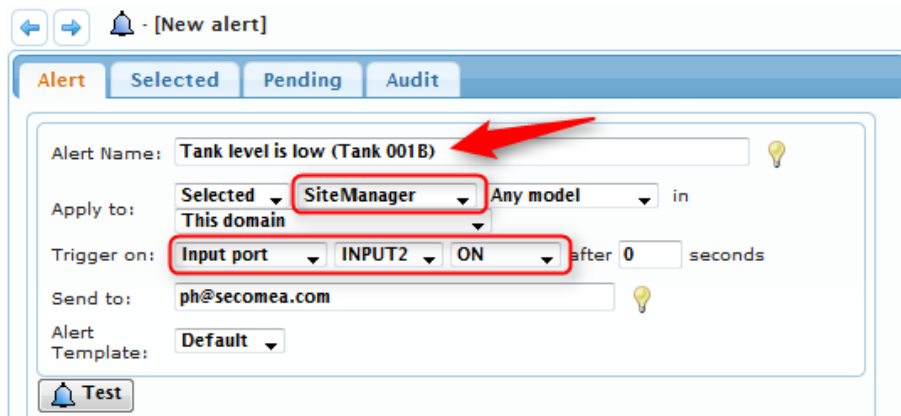 - [New alert]
Alert Selected Pending Audit
Alert Name: Tank level is low (Tank 001B)
Apply to: Selected SiteManager Any model in
This domain
Trigger on: Input port INPUT2 ON after 0 seconds
Send to: ph@secomea.com
Alert
Template: Default
Test